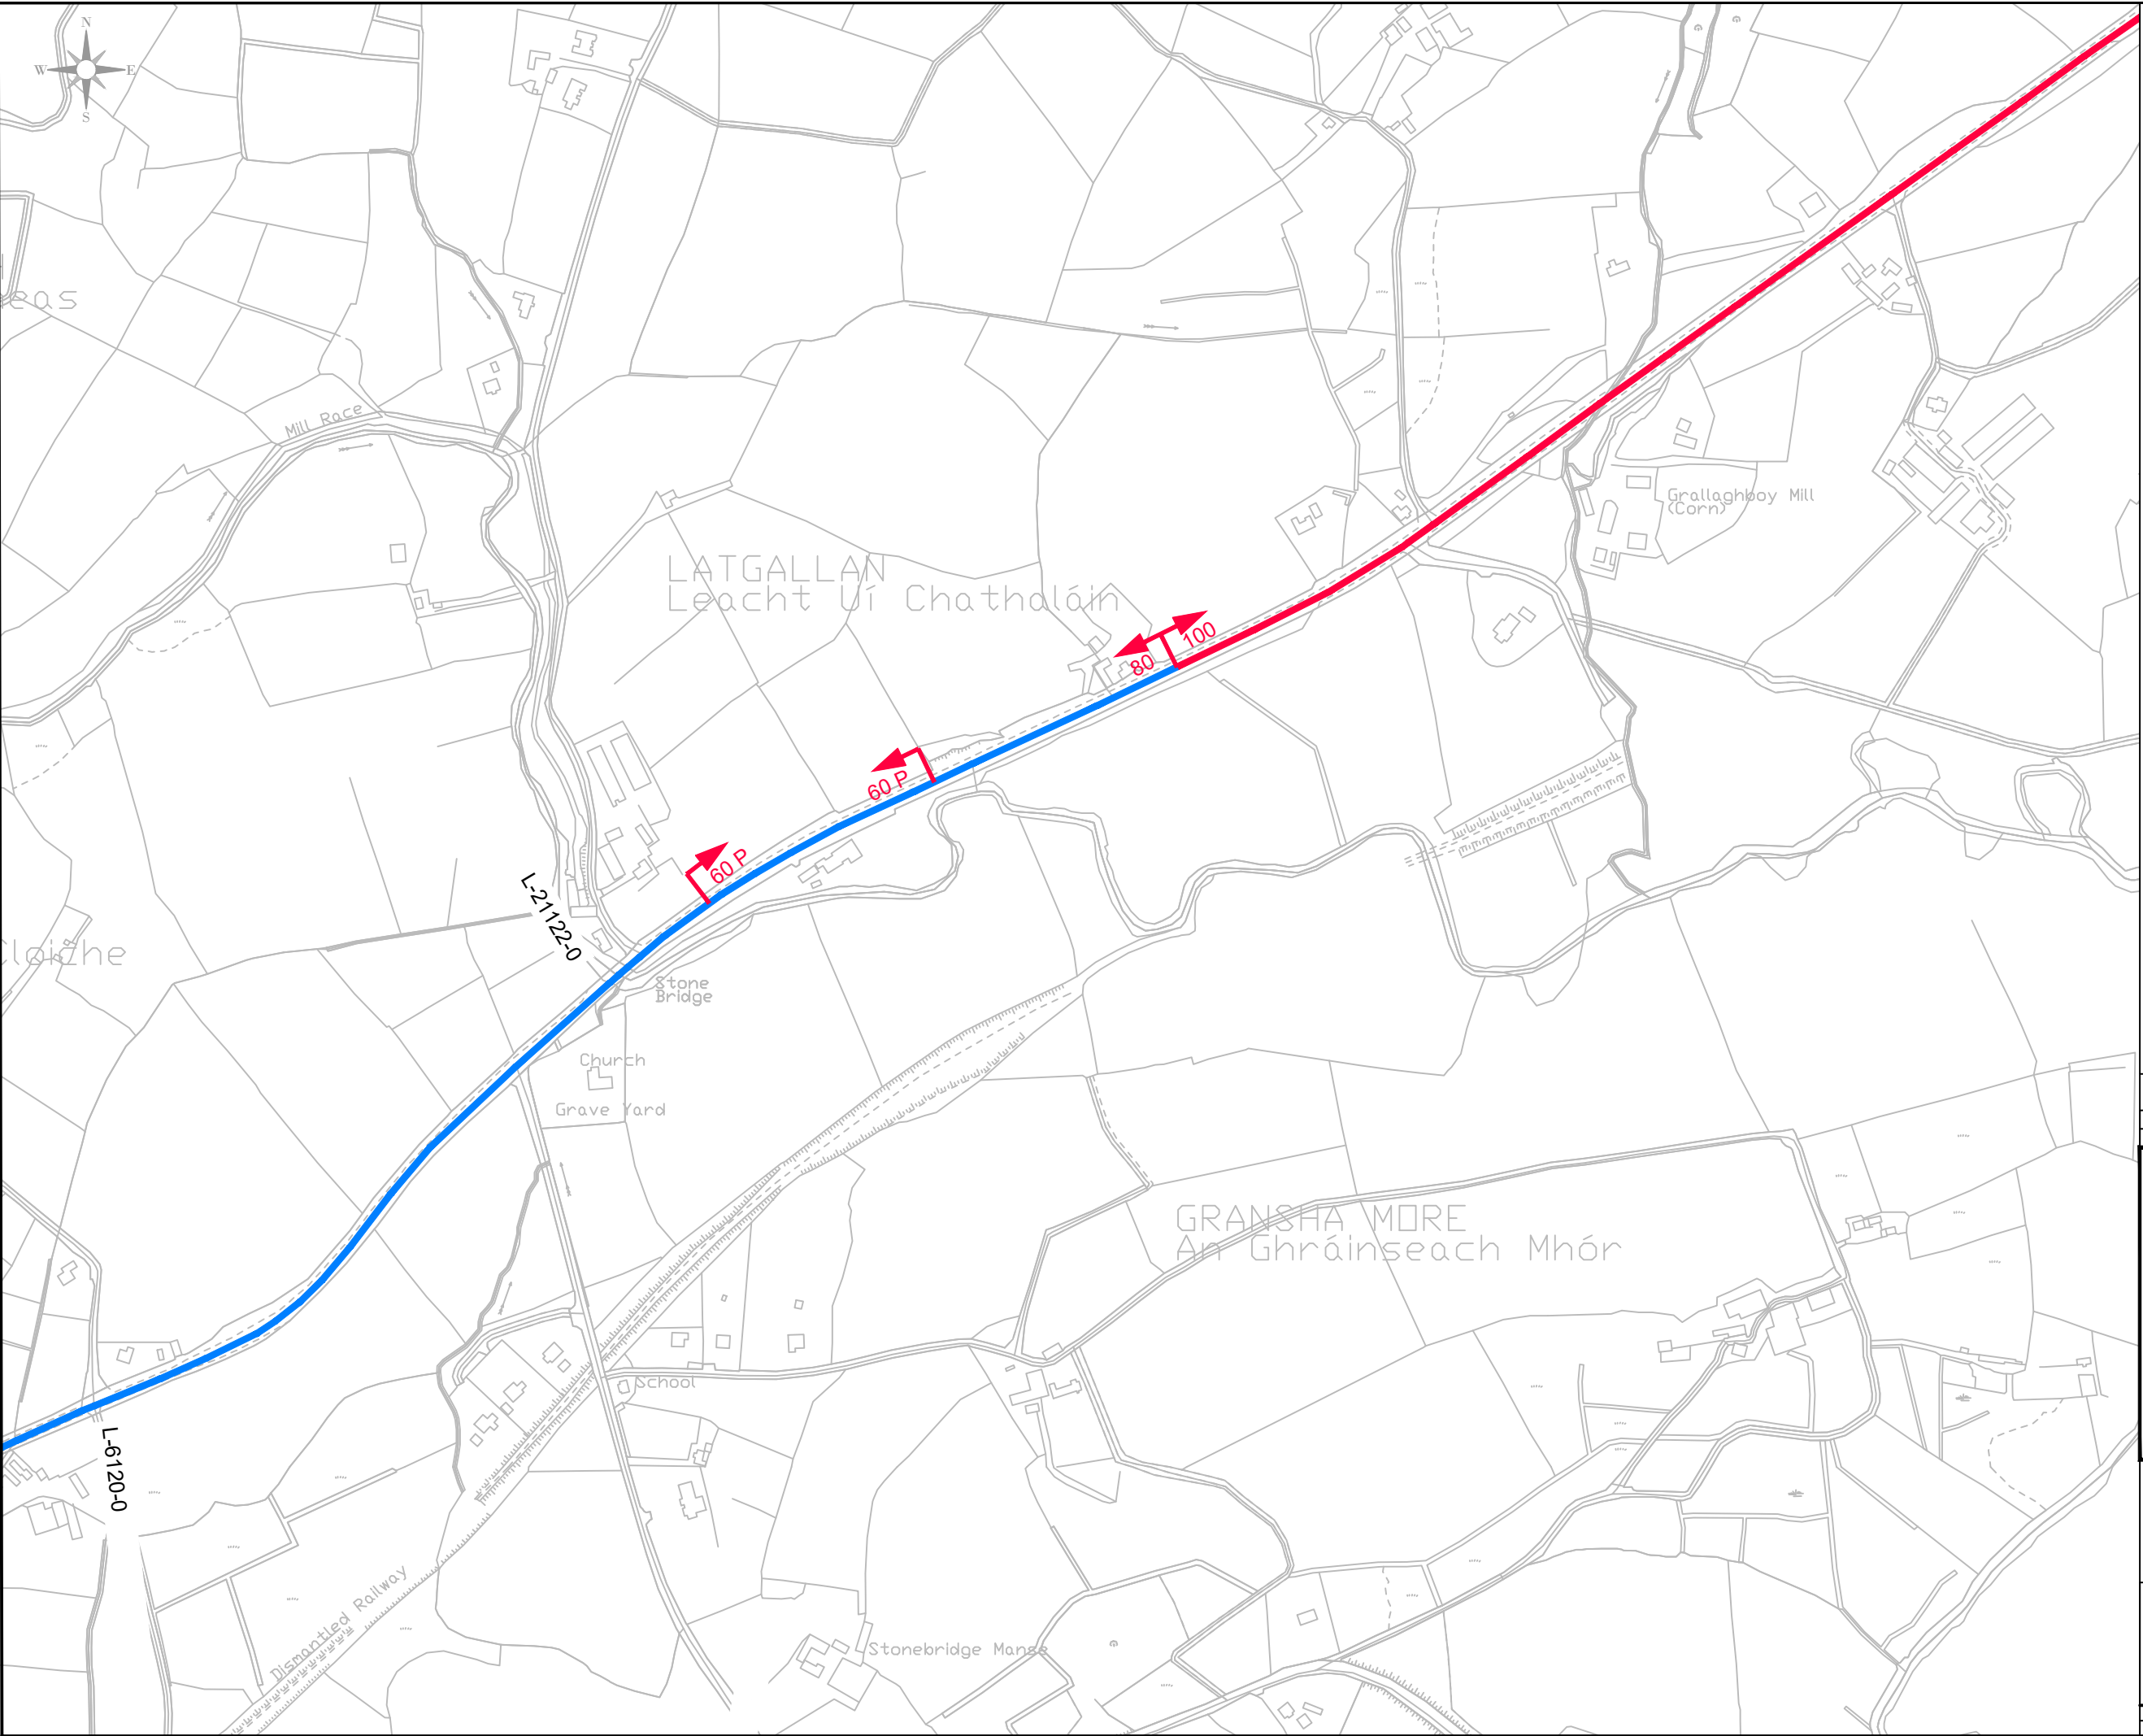 N
W E
S
eas
Mill Race
Grallaghboy Mill
(Corn)
LATGALLAN
Leacht Uí Chathaláin
100
80
60 P
60 P
L-21122-0
cloiche
Stone
Bridge
Church
Grave Yard
GRANSHA MORE
An Ghráinseach Mhór
School
L-6120-0
Dismantled Railway
Stonebridge Manse